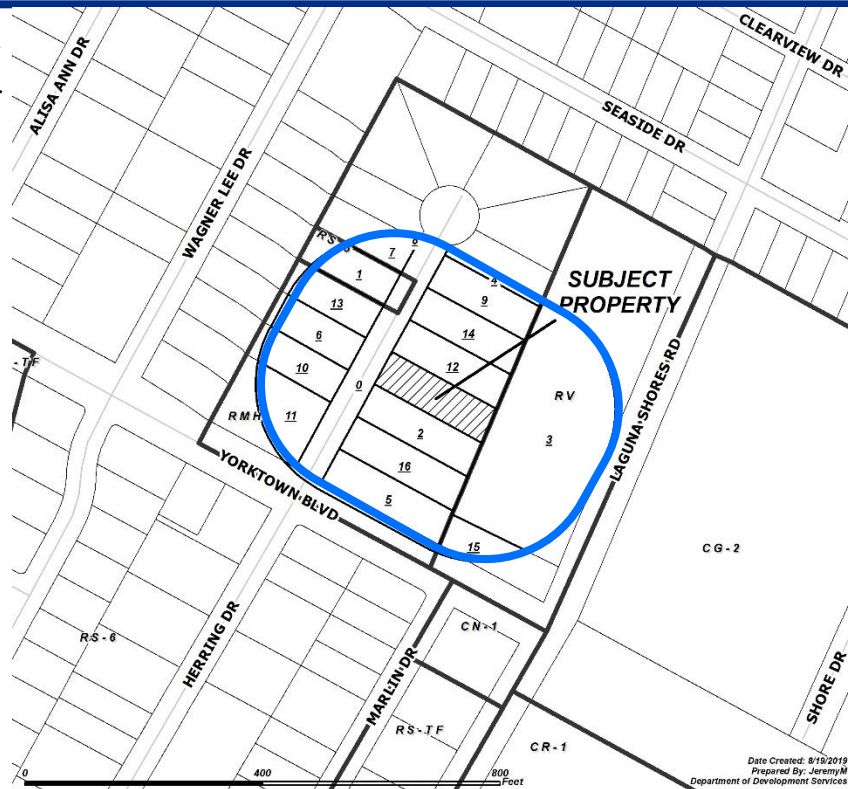 CLEARVIEW DR
ALISA ANN DR
SEASIDE DR
WAGNER LEE DR
8
7
1
4
9
SUBJECT
PROPERTY
13
14
6
12
RV
10
0
3
RMH
11
2
LAGUNA SHORES RD
16
YORKTOWN BLVD
5
15
CG-2
CN-1
RS-6
HERRING DR
MARLIN DR
SHORE DR
RS-TF
CR-1
Date Created: 8/19/2019
Prepared By: JeremyM
Department of Development Services
0
400
800
Feet